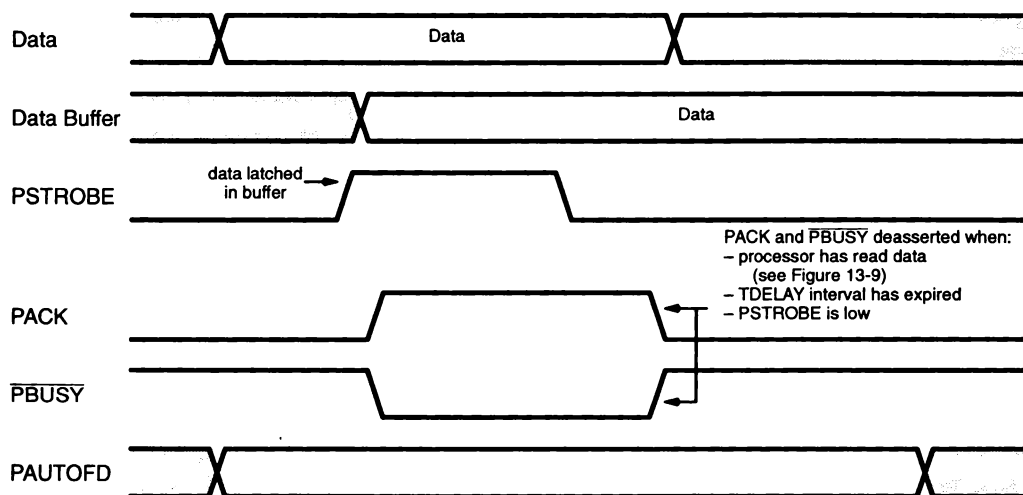 Data
Data
Data Buffer
Data
data latched
in buffer
PSTROBE
PACK and PBUSY deasserted when:
– processor has read data
(see Figure 13-9)
– TDELAY interval has expired
– PSTROBE is low
PACK
PBUSY
PAUTOFD